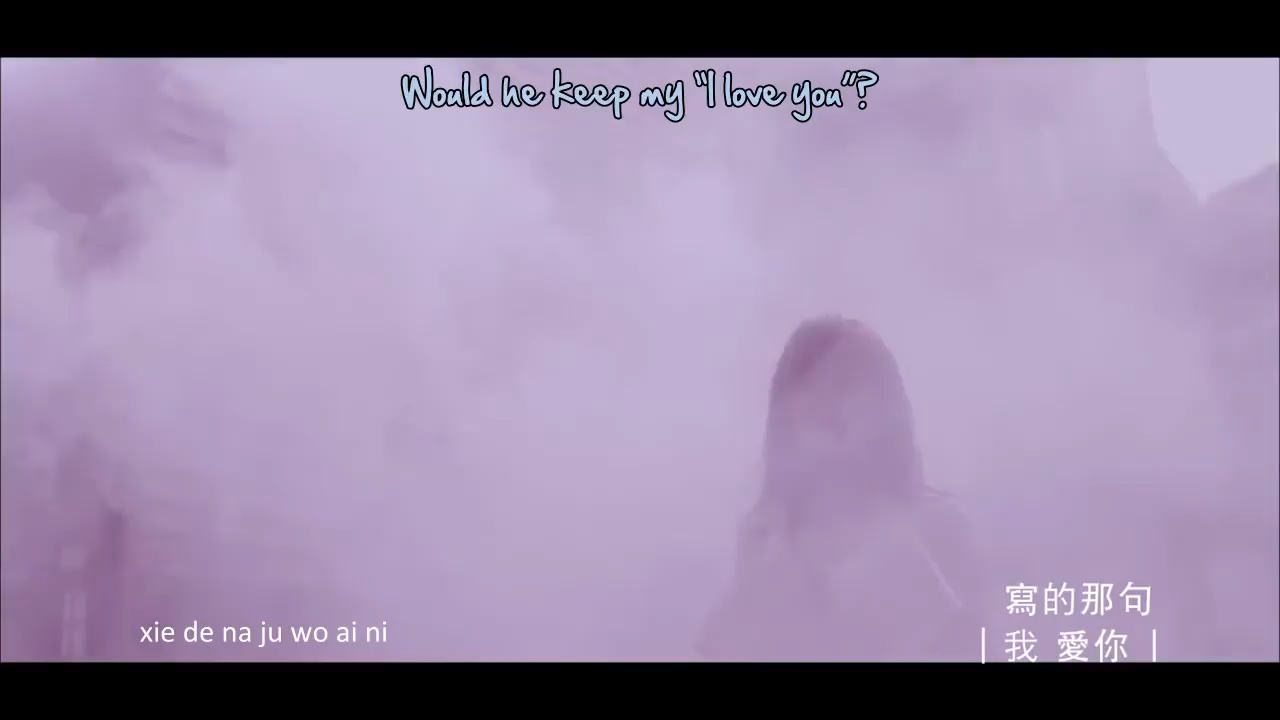 Would he keep my "I love you"?
寫的那句
| 我 愛你 |
xie de na ju wo ai ni